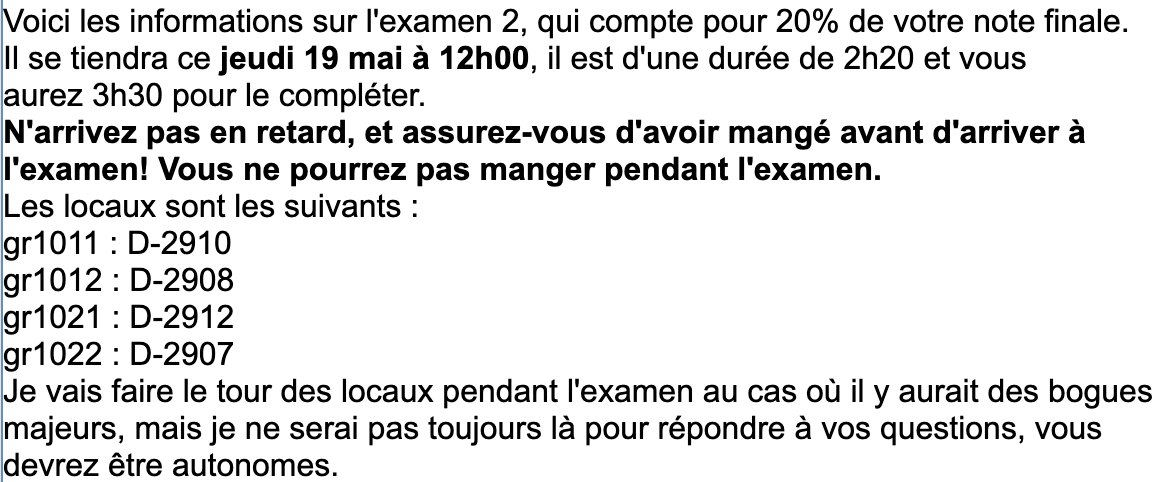 Voici les informations sur l'examen 2, qui compte pour 20% de votre note finale.
Il se tiendra ce jeudi 19 mai à 12h00, il est d'une durée de 2h20 et vous
aurez 3h30 pour le compléter.
N'arrivez pas en retard, et assurez-vous d'avoir mangé avant d'arriver à
l'examen! Vous ne pourrez pas manger pendant l'examen.
Les locaux sont les suivants :
gr1011 : D-2910
gr1012 : D-2908
gr1021 : D-2912
gr1022 : D-2907
Je vais faire le tour des locaux pendant l'examen au cas où il y aurait des bogues
majeurs, mais je ne serai pas toujours là pour répondre à vos questions, vous
devrez être autonomes.